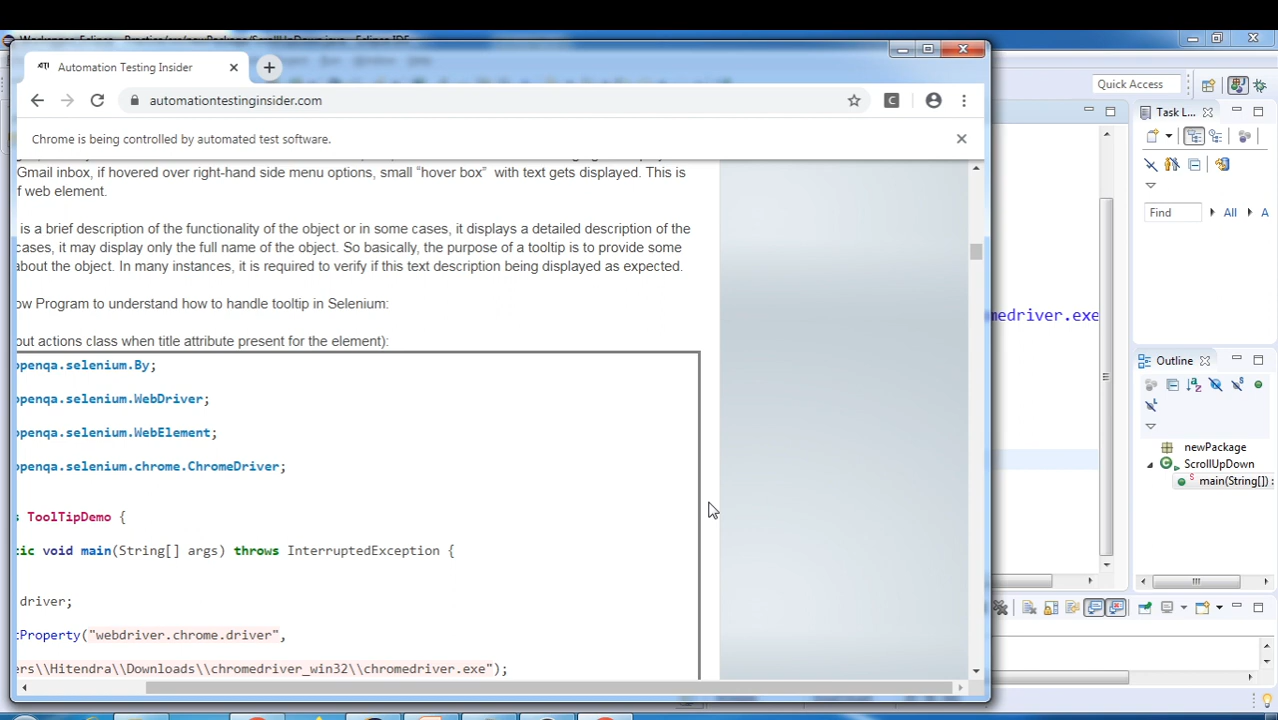 Automation Testing Insider
automationtestinginsider.com
Chrome is being controlled by automated test software.
Gmail inbox, if hovered over right-hand side menu options, small “hover box” with text gets displayed. This is
f web element.
is a brief description of the functionality of the object or in some cases, it displays a detailed description of the
cases, it may display only the full name of the object. So basically, the purpose of a tooltip is to provide some
about the object. In many instances, it is required to verify if this text description being displayed as expected.
ow Program to understand how to handle tooltip in Selenium:
out actions class when title attribute present for the element):
openqa.selenium.By;
openqa.selenium.WebDriver;
openqa.selenium.WebElement;
openqa.selenium.chrome.ChromeDriver;
s ToolTipDemo {
tic void main(String[] args) throws InterruptedException {
driver;
tProperty("webdriver.chrome.driver",
ers\\Hitendra\\Downloads\\chromedriver_win32\\chromedriver.exe");
Quick Access
Task L...
Find
All
A
medriver.exe
Outline
newPackage
ScrollUpDown
main(String[]) :